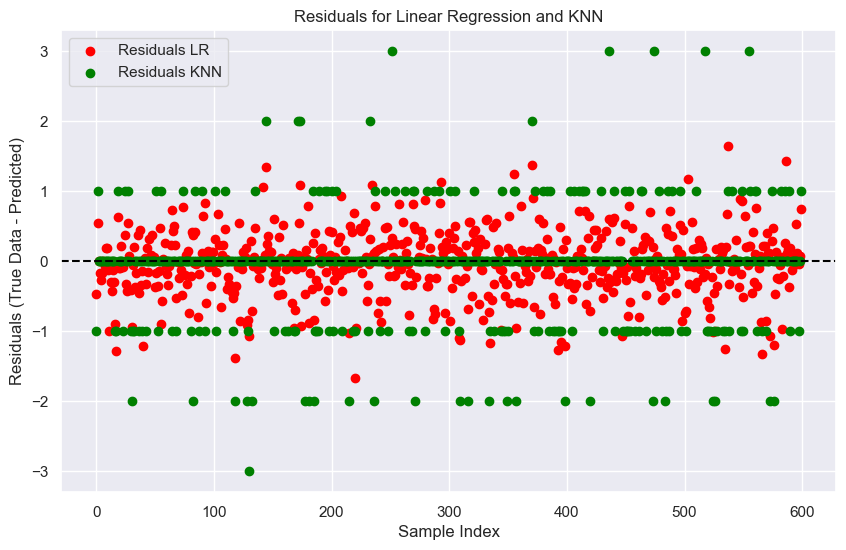 Residuals for Linear Regression and KNN
Residuals LR
Residuals KNN
Residuals (True Data - Predicted)
3
2
1
0
−1
−2
−3
0
100
200
300
400
500
600
Sample Index